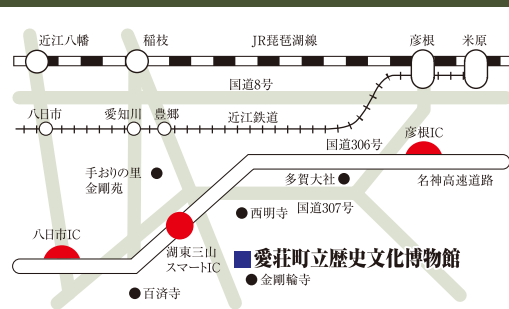 近江八幡
稲枝
JR琵琶湖線
彦根
米原
国道8号
八日市
愛知川
豊郷
近江鉄道
国道306号
彦根IC
手おりの里
金剛苑
多賀大社
名神高速道路
西明寺
国道307号
八日市IC
湖東三山
スマートIC
愛荘町立歴史文化博物館
金剛輪寺
百済寺